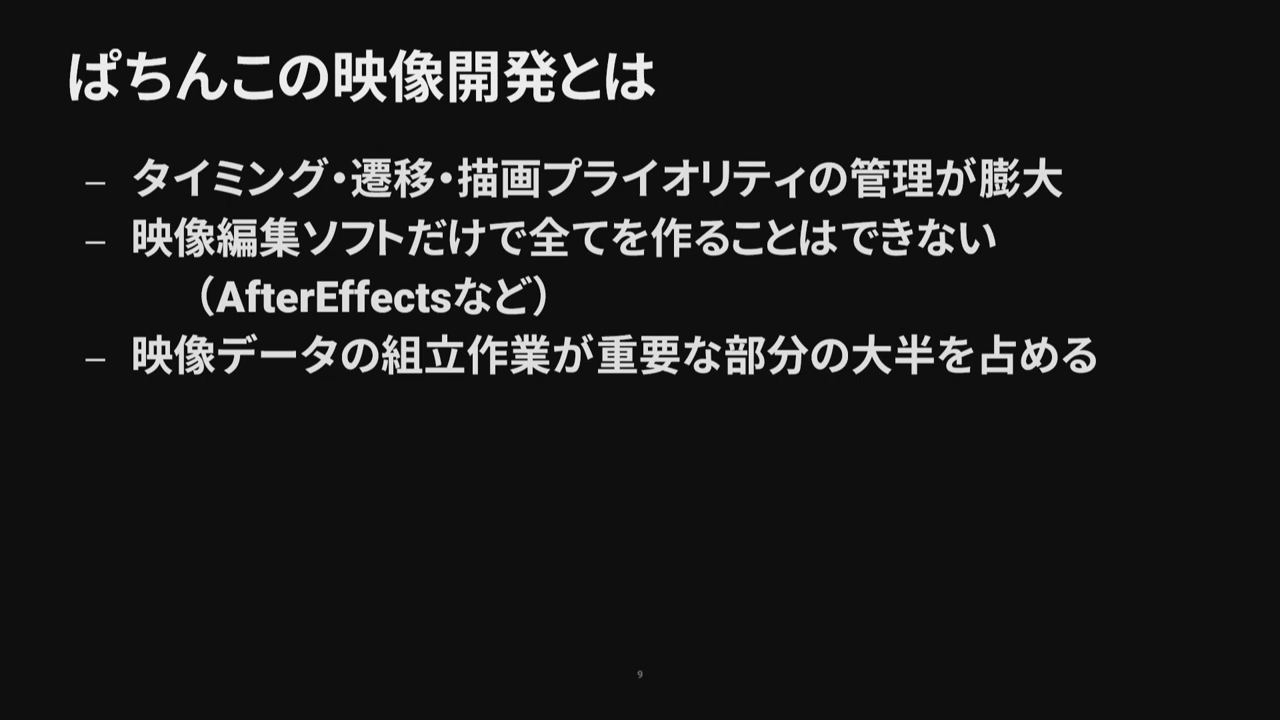 ぱちんこの映像開発とは
– タイミング・遷移・描画プライオリティの管理が膨大
– 映像編集ソフトだけで全てを作ることはできない
（AfterEffectsなど）
– 映像データの組立作業が重要な部分の大半を占める
9